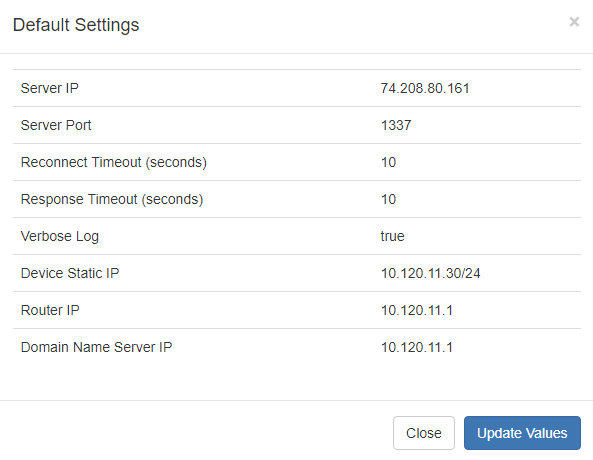 Default Settings ×
Server IP 74.208.80.161
Server Port 1337
Reconnect Timeout (seconds) 10
Response Timeout (seconds) 10
Verbose Log true
Device Static IP 10.120.11.30/24
Router IP 10.120.11.1
Domain Name Server IP 10.120.11.1
Close Update Values